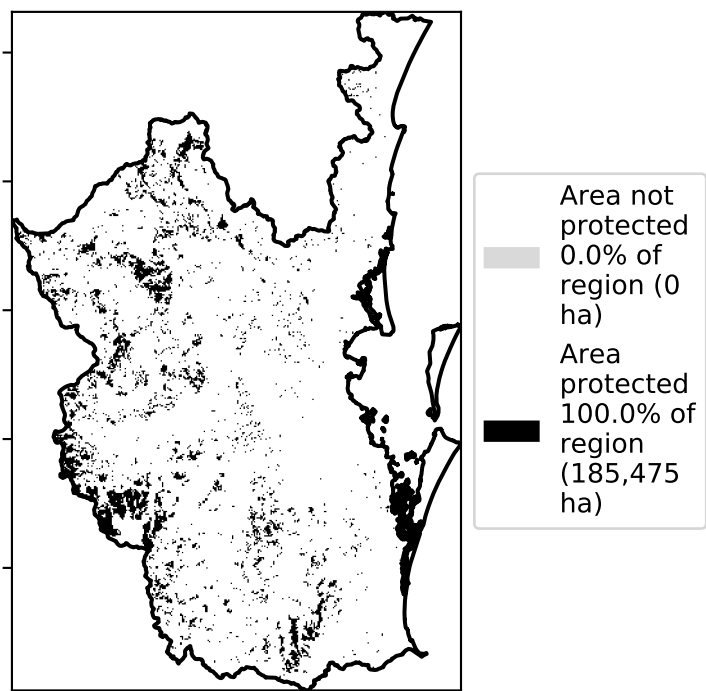 Area not
protected
0.0% of
region (0
ha)
Area
protected
100.0% of
region
(185,475
ha)